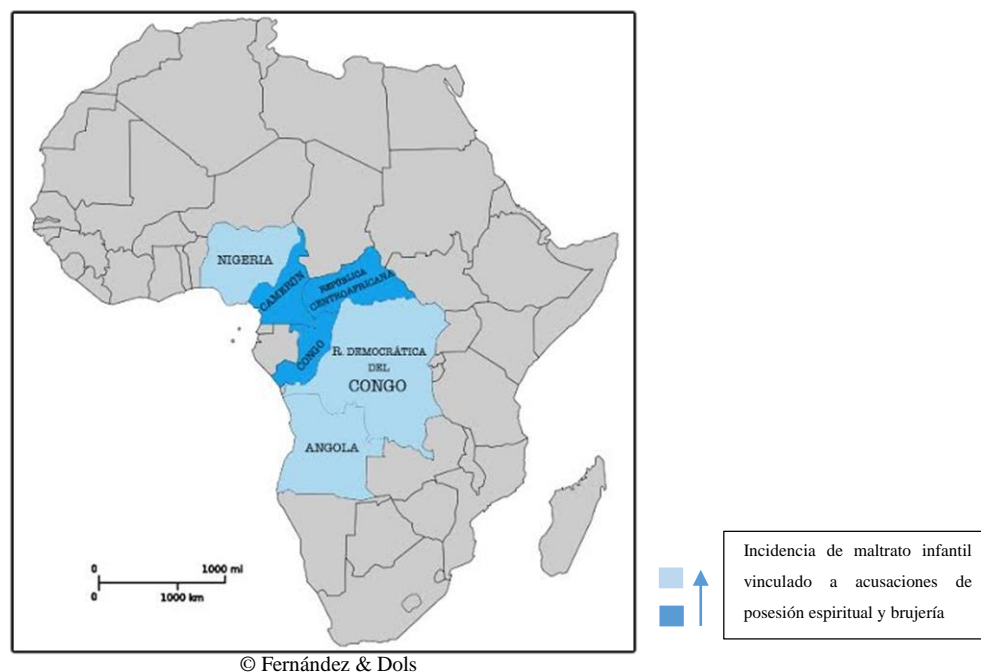 NIGERIA
CAMERÚN
REPÚBLICA
CENTROAFRICANA
CONGO
R. DEMOCRÁTICA
DEL
CONGO
ANGOLA
0 1000 mi
0 1000 km
Incidencia de maltrato infantil
vinculado a acusaciones de
posesión espiritual y brujería
© Fernández & Dols